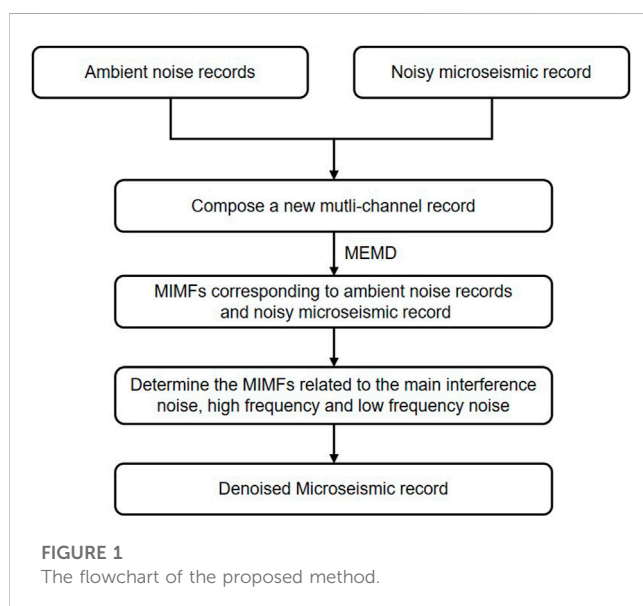 Ambient noise records
Noisy microseismic record
Compose a new mutli-channel record
MEMD
MIMFs corresponding to ambient noise records
and noisy microseismic record
Determine the MIMFs related to the main interference
noise, high frequency and low frequency noise
Denoised Microseismic record
FIGURE 1
The flowchart of the proposed method.